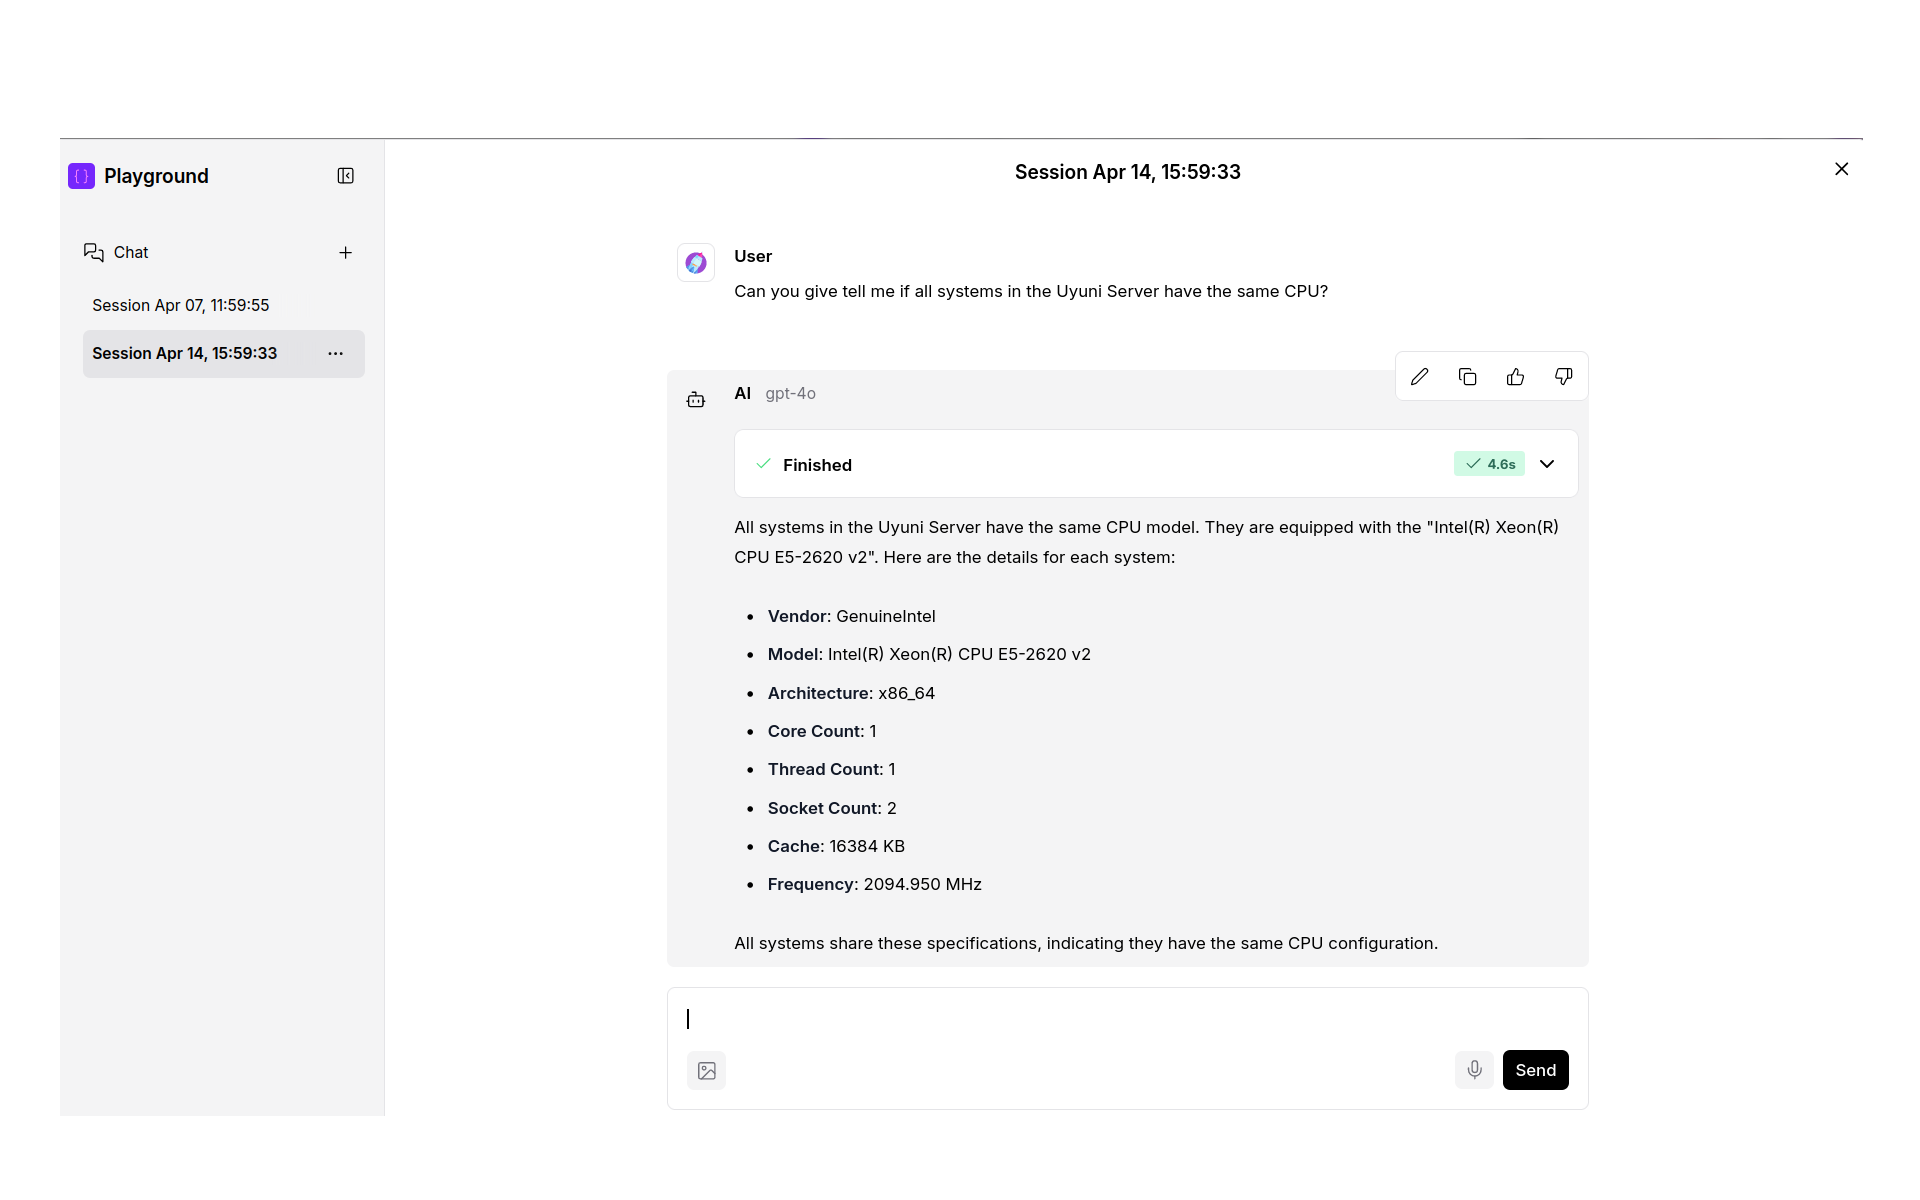 Playground
Chat
Session Apr 07, 11:59:55
Session Apr 14, 15:59:33
Session Apr 14, 15:59:33
User
Can you give tell me if all systems in the Uyuni Server have the same CPU?
AI gpt-4o
Finished 4.6s
All systems in the Uyuni Server have the same CPU model. They are equipped with the "Intel(R) Xeon(R)
CPU E5-2620 v2". Here are the details for each system:
• Vendor: GenuineIntel
• Model: Intel(R) Xeon(R) CPU E5-2620 v2
• Architecture: x86_64
• Core Count: 1
• Thread Count: 1
• Socket Count: 2
• Cache: 16384 KB
• Frequency: 2094.950 MHz
All systems share these specifications, indicating they have the same CPU configuration.
Send